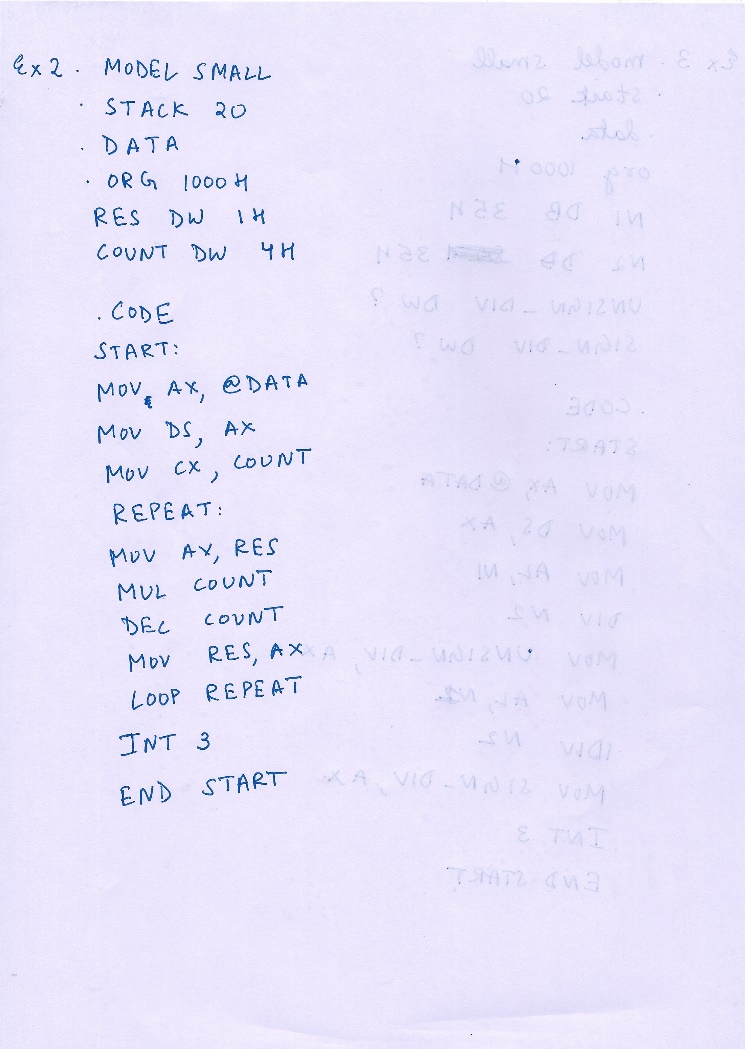 Ex 2 . MODEL SMALL
. STACK 20
. DATA
. ORG 1000H
RES DW 1H
COUNT DW 4H
. CODE
START:
MOV AX, @DATA
MOV DS, AX
MOV CX, COUNT
REPEAT:
MOV AX, RES
MUL COUNT
DEC COUNT
MOV RES, AX
LOOP REPEAT
INT 3
END START